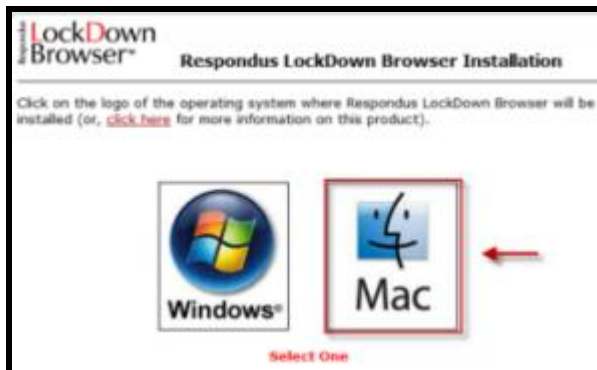 Respondus
LockDown
Browser™
Respondus LockDown Browser Installation
Click on the logo of the operating system where Respondus LockDown Browser will be
installed (or, click here for more information on this product).
Windows®
Mac
Select One